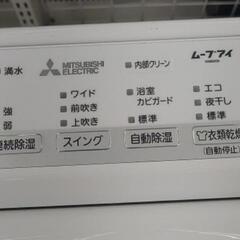 満水
MITSUBISHI
ELECTRIC
内部クリーン
ムーブアイ
強
弱
ワイド
前吹き
上吹き
浴室
カビガード
標準
エコ
夜干し
標準
連続除湿
スイング
自動除湿
衣類乾燥
(自動停止)